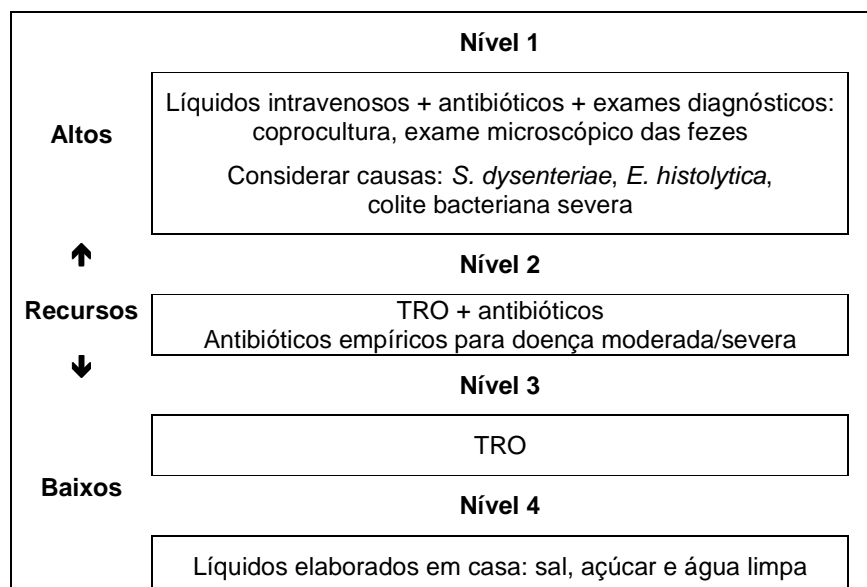 Nível 1
Altos
Líquidos intravenosos + antibióticos + exames diagnósticos:
coprocultura, exame microscópico das fezes
Considerar causas: S. dysenteriae, E. histolytica,
colite bacteriana severa
Nível 2
Recursos
TRO + antibióticos
Antibióticos empíricos para doença moderada/severa
Nível 3
TRO
Baixos
Nível 4
Líquidos elaborados em casa: sal, açúcar e água limpa